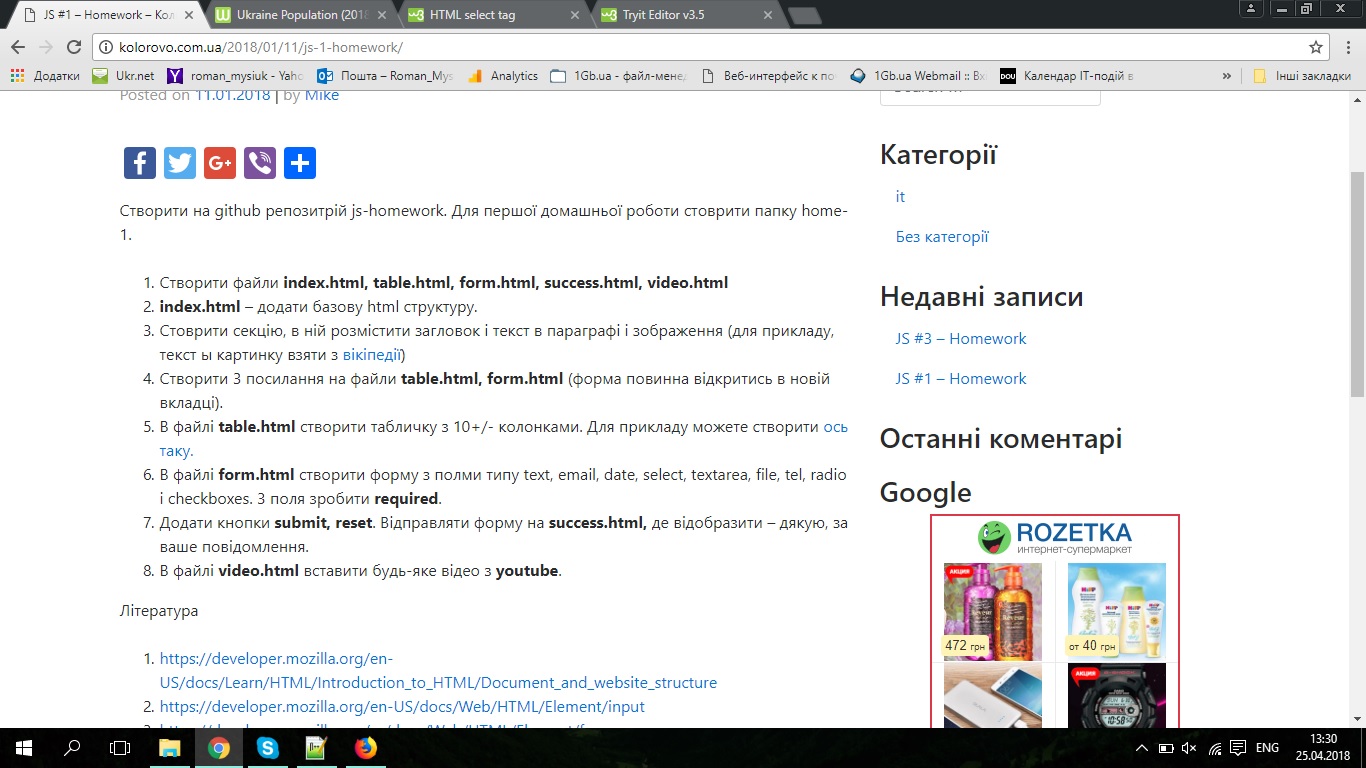 JS #1 – Homework – Кол
Ukraine Population (2018
HTML select tag
Tryit Editor v3.5
kolorovo.com.ua/2018/01/11/js-1-homework/
Додатки
Ukr.net
roman_mysiuk - Yaho
Пошта – Roman_Mys
Analytics
1Gb.ua - файл-мене
Веб-интерфейс к по
1Gb.ua Webmail :: Вх
DOU
Календар IT-подій в
»
Інші закладки
Posted on 11.01.2018 | by Mike
Створити на github репозитрій js-homework. Для першої домашньої роботи стоврити папку home-
1.
1. Створити файли index.html, table.html, form.html, success.html, video.html
2. index.html – додати базову html структуру.
3. Стоврити секцію, в ній розмістити загловок і текст в параграфі і зображення (для прикладу,
текст ы картинку взяти з вікіпедії)
4. Створити 3 посилання на файли table.html, form.html (форма повинна відкритись в новій
вкладці).
5. В файлі table.html створити табличку з 10+/- колонками. Для прикладу можете створити ось
таку.
6. В файлі form.html створити форму з полми типу text, email, date, select, textarea, file, tel, radio
і checkboxes. 3 поля зробити required.
7. Додати кнопки submit, reset. Відправляти форму на success.html, де відобразити – дякую, за
ваше повідомлення.
8. В файлі video.html вставити будь-яке відео з youtube.
Література
1. https://developer.mozilla.org/en-
US/docs/Learn/HTML/Introduction_to_HTML/Document_and_website_structure
2. https://developer.mozilla.org/en-US/docs/Web/HTML/Element/input
Категорії
it
Без категорії
Недавні записи
JS #3 – Homework
JS #1 – Homework
Останні коментарі
Google
ROZETKA
интернет-супермаркет
АКЦИЯ
472 грн
от 40 грн
АКЦИЯ
ENG
13:30
25.04.2018